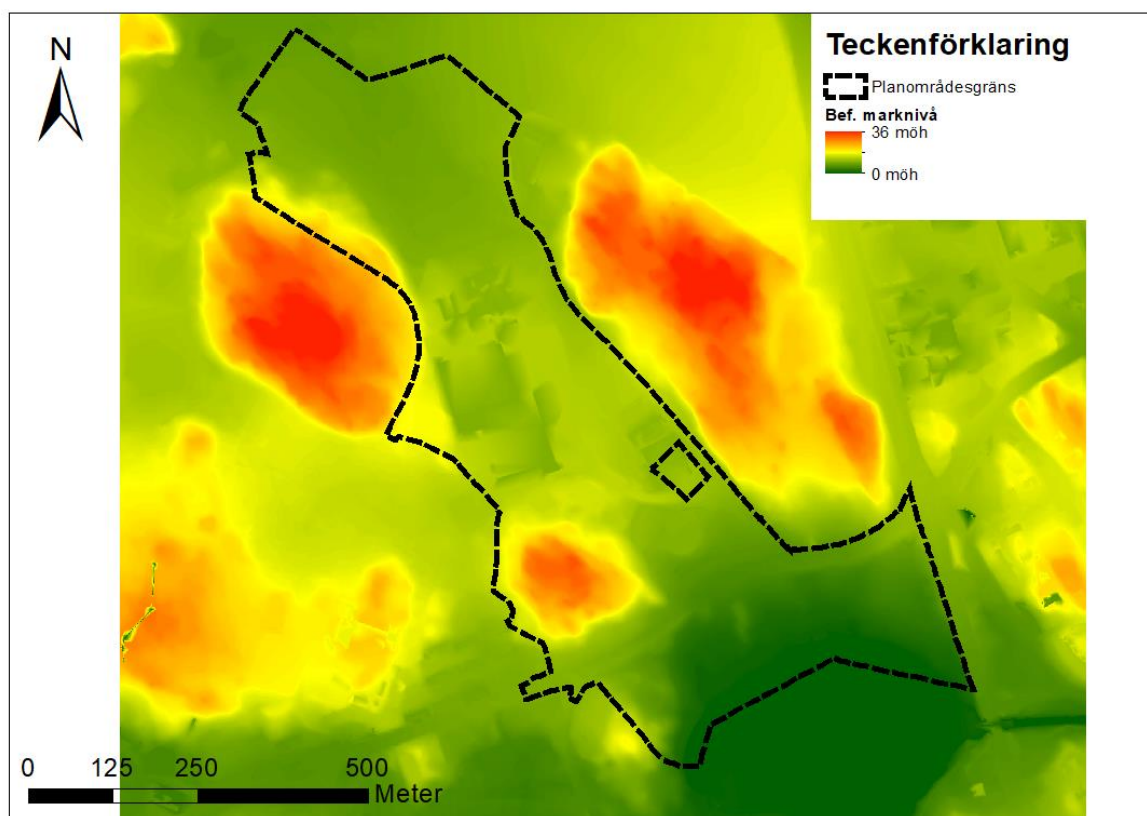 N
Teckenförklaring
Planområdesgräns
Bef. marknivå
36 möh
0 möh
0 125 250 500
Meter